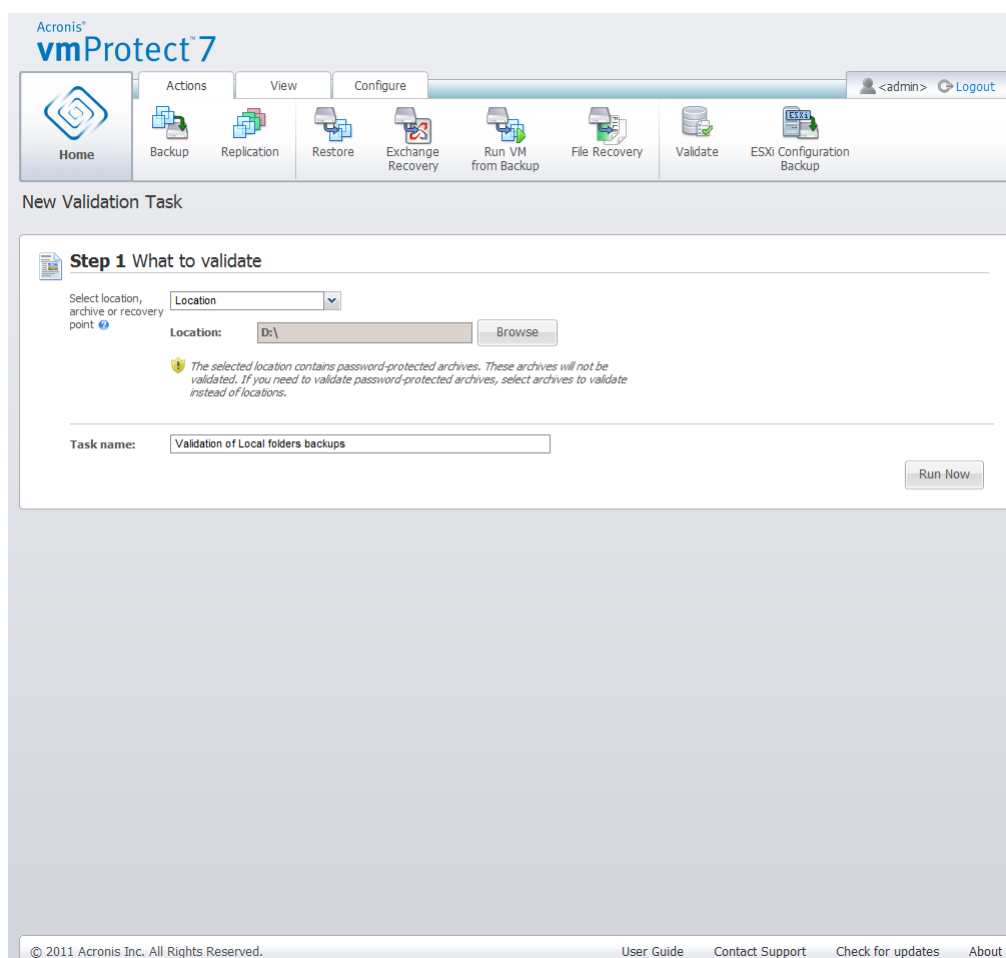 Acronis®
vmProtect™ 7
Actions View Configure
<admin> Logout
Home
Backup
Replication
Restore
Exchange
Recovery
Run VM
from Backup
File Recovery
Validate
ESXi
ESXi Configuration
Backup
New Validation Task
Step 1 What to validate
Select location,
archive or recovery
point ?
Location
Location: D:\ Browse
The selected location contains password-protected archives. These archives will not be
validated. If you need to validate password-protected archives, select archives to validate
instead of locations.
Task name: Validation of Local folders backups
Run Now
© 2011 Acronis Inc. All Rights Reserved. User Guide Contact Support Check for updates About